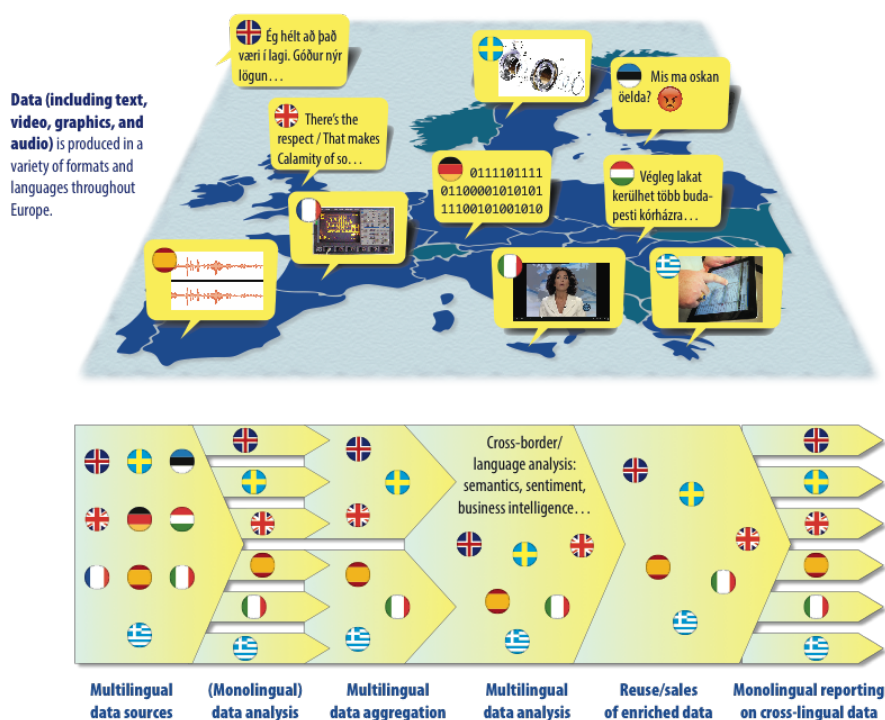 Ég hélt að það
væri í lagi. Góður nýr
lögun…
Mis ma oskan
öelda?
Data (including text,
video, graphics, and
audio) is produced in a
variety of formats and
languages throughout
Europe.
There's the
respect / That makes
Calamity of so…
0111101111
01100001010101
11100101001010
Végleg lakat
kerülhet több buda-
pesti kórházra…
Cross-border/
language analysis:
semantics, sentiment,
business intelligence…
Multilingual
data sources
(Monolingual)
data analysis
Multilingual
data aggregation
Multilingual
data analysis
Reuse/sales
of enriched data
Monolingual reporting
on cross-lingual data